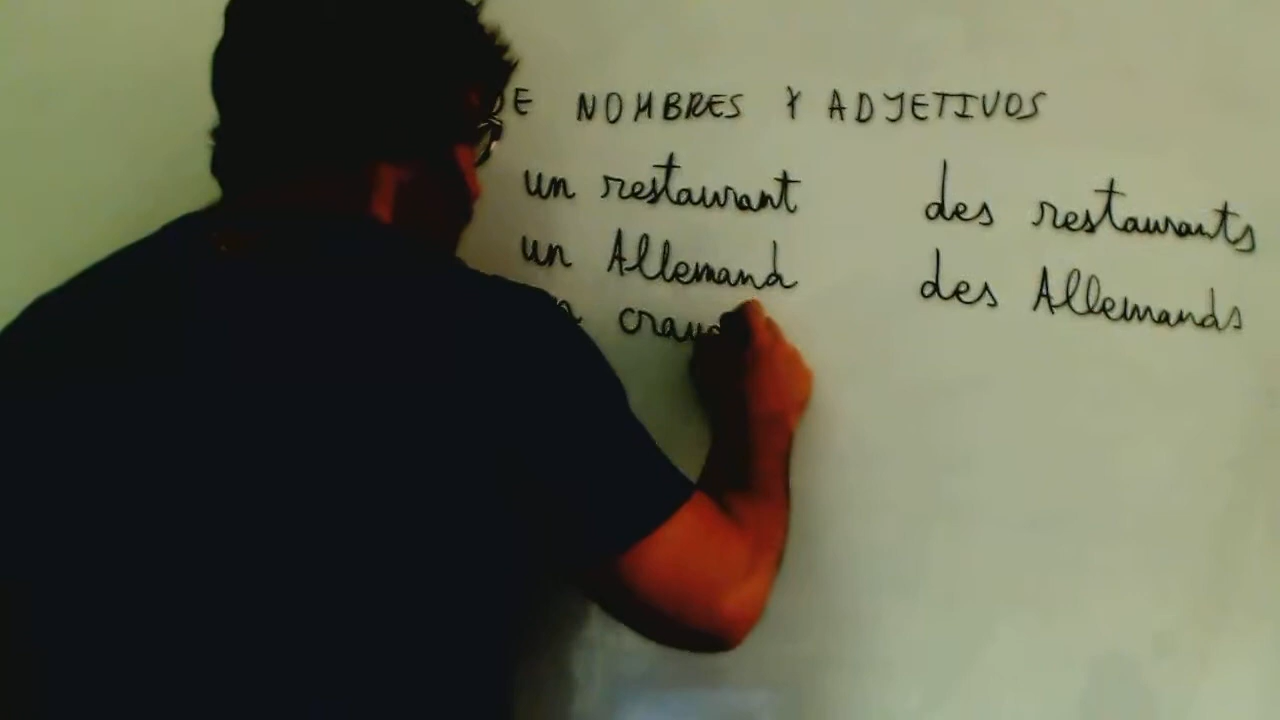 DE NOMBRES Y ADJETIVOS
un restaurant des restaurants
un Allemand des Allemands